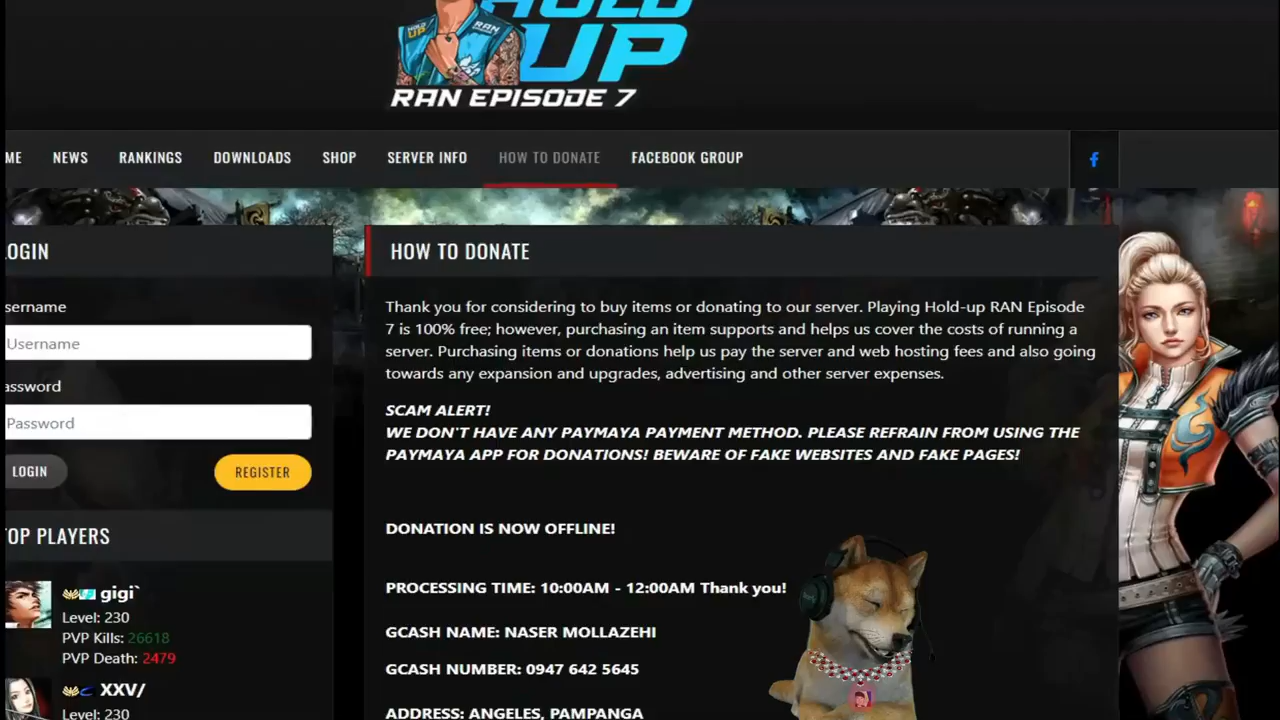 HOLD
UP
HOLD
UP
RAN
RAN EPISODE 7
ME NEWS RANKINGS DOWNLOADS SHOP SERVER INFO HOW TO DONATE FACEBOOK GROUP
LOGIN
sername
Username
assword
Password
LOGIN REGISTER
TOP PLAYERS
gigi`
Level: 230
PVP Kills: 26618
PVP Death: 2479
XXV/
Level: 230
HOW TO DONATE
Thank you for considering to buy items or donating to our server. Playing Hold-up RAN Episode
7 is 100% free; however, purchasing an item supports and helps us cover the costs of running a
server. Purchasing items or donations help us pay the server and web hosting fees and also going
towards any expansion and upgrades, advertising and other server expenses.
SCAM ALERT!
WE DON'T HAVE ANY PAYMAYA PAYMENT METHOD. PLEASE REFRAIN FROM USING THE
PAYMAYA APP FOR DONATIONS! BEWARE OF FAKE WEBSITES AND FAKE PAGES!
DONATION IS NOW OFFLINE!
PROCESSING TIME: 10:00AM - 12:00AM Thank you!
GCASH NAME: NASER MOLLAZEHI
GCASH NUMBER: 0947 642 5645
ADDRESS: ANGELES, PAMPANGA